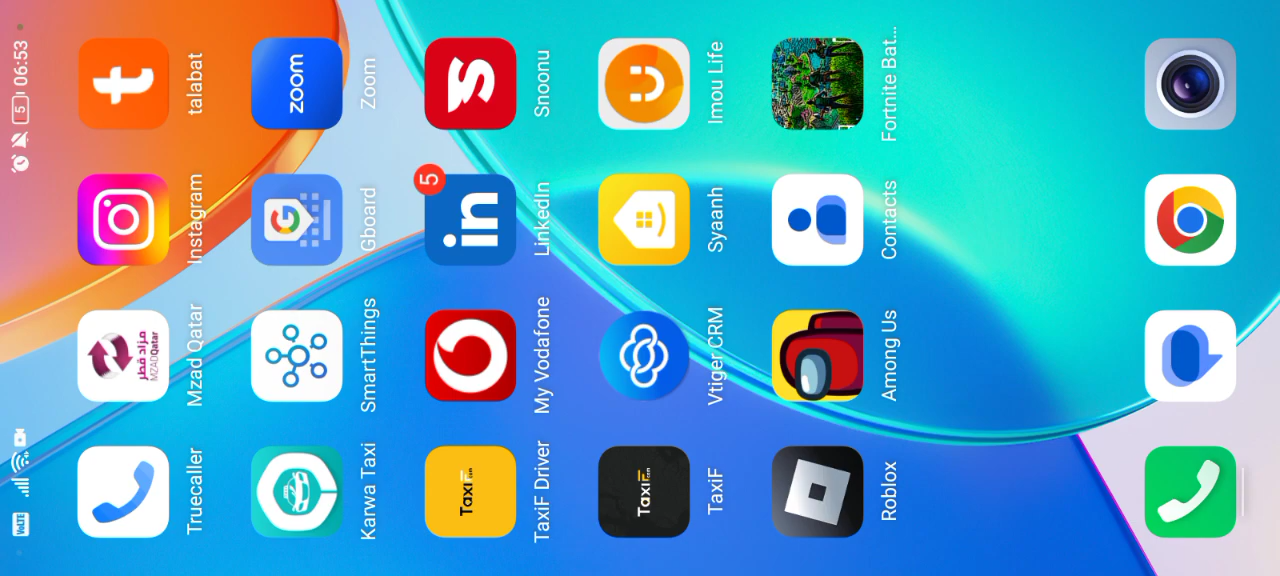 VoLTE
5
06:53
Truecaller
مزاد قطر
MZADQatar
Mzad Qatar
Instagram
t
talabat
Karwa Taxi
SmartThings
G
Gboard
zoom
Zoom
TaxiF
TaxiF Driver
My Vodafone
5
in
LinkedIn
S
Snoonu
TaxiF
TaxiF
Vtiger CRM
Syaanh
Imou Life
Roblox
Among Us
Contacts
Fortnite Bat...